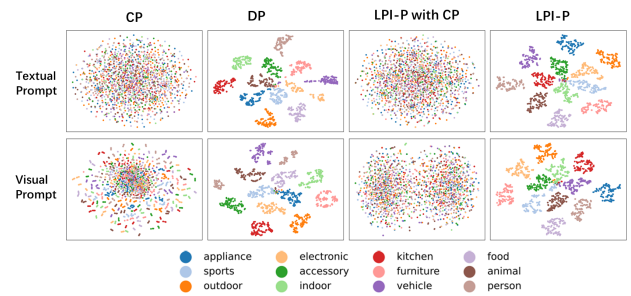 CP DP LPI-P with CP LPI-P
Textual
Prompt
Visual
Prompt
appliance electronic kitchen food
sports accessory furniture animal
outdoor indoor vehicle person